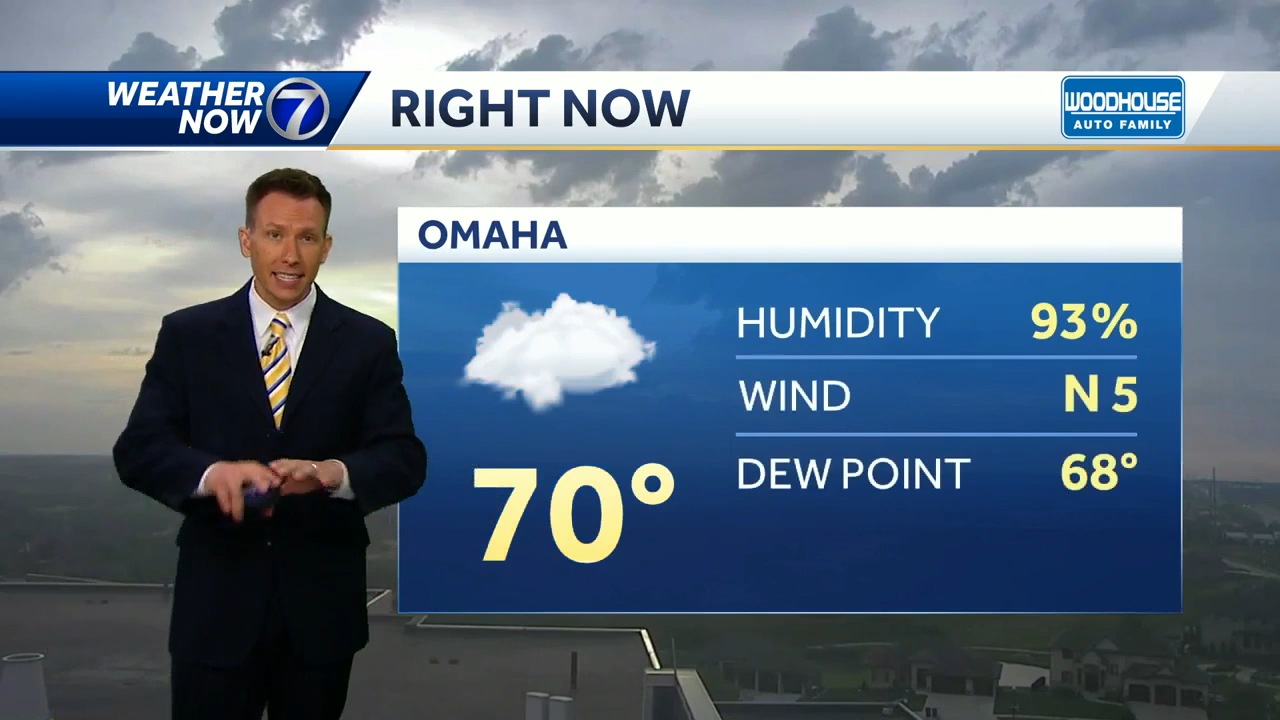 WEATHER
NOW 7
RIGHT NOW
WOODHOUSE
AUTO FAMILY
OMAHA
HUMIDITY 93%
WIND N 5
DEW POINT 68°
70°